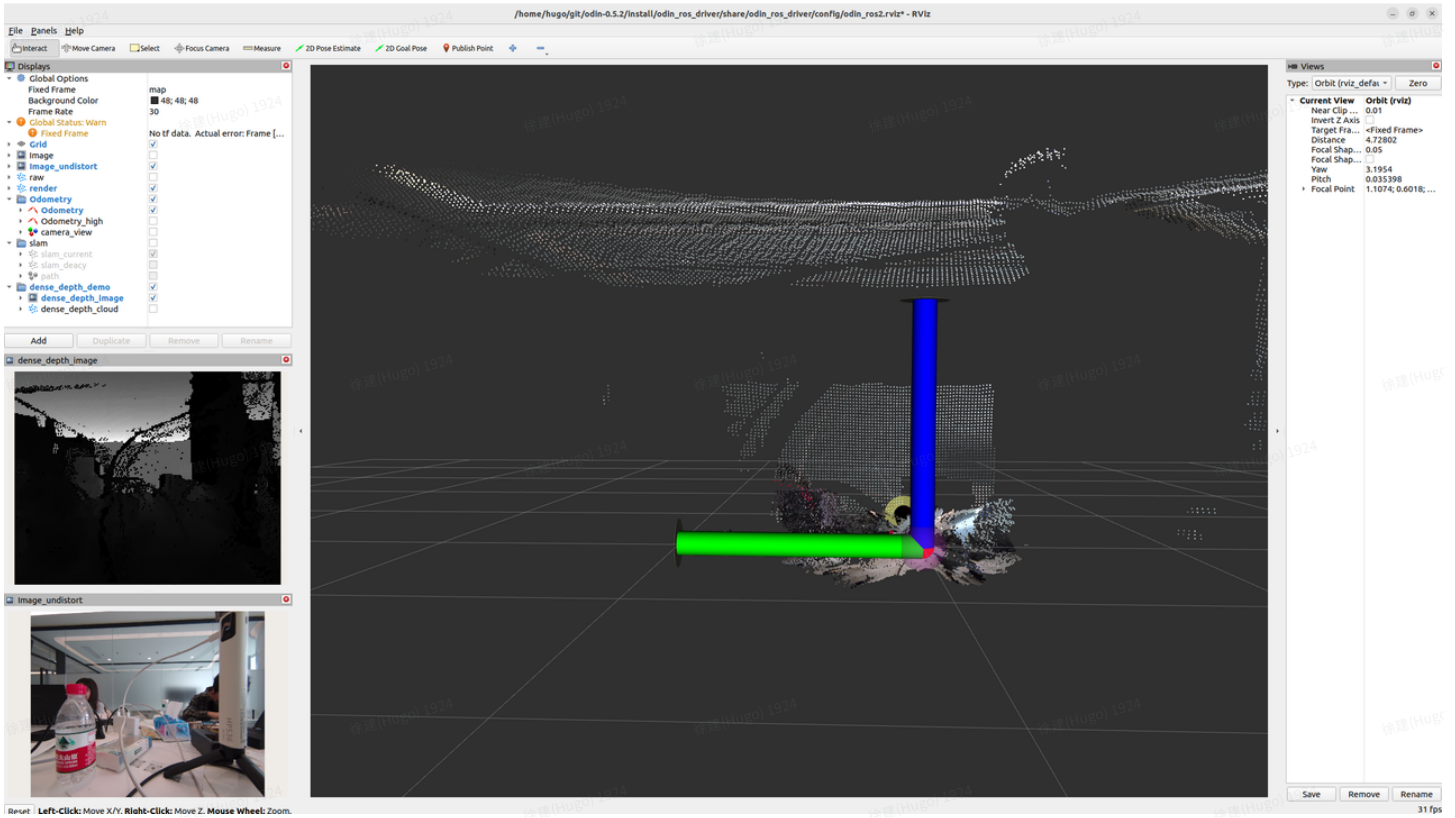 /home/hugo/git/odin-0.5.2/install/odin_ros_driver/share/odin_ros_driver/config/odin_ros2.rviz* - RViz
File Panels Help
Interact Move Camera Select Focus Camera Measure 2D Pose Estimate 2D Goal Pose Publish Point
Displays
Global Options
Fixed Frame map
Background Color 48; 48; 48
Frame Rate 30
Global Status: Warn
Fixed Frame No tf data. Actual error: Frame [...
Grid
Image
Image_undistort
raw
render
Odometry
Odometry
Odometry_high
camera_view
slam
slam_current
slam_deacy
path
dense_depth_demo
dense_depth_image
dense_depth_cloud
Add Duplicate Remove Rename
dense_depth_image
Image_undistort
Reset Left-Click: Move X/Y. Right-Click: Move Z. Mouse Wheel: Zoom.
Views
Type: Orbit (rviz_defau Zero
Current View Orbit (rviz)
Near Clip ... 0.01
Invert Z Axis
Target Fra... <Fixed Frame>
Distance 4.72802
Focal Shap... 0.05
Focal Shap...
Yaw 3.1954
Pitch 0.035398
Focal Point 1.1074; 0.6018; ...
Save Remove Rename
31 fps
徐建(Hugo) 1924